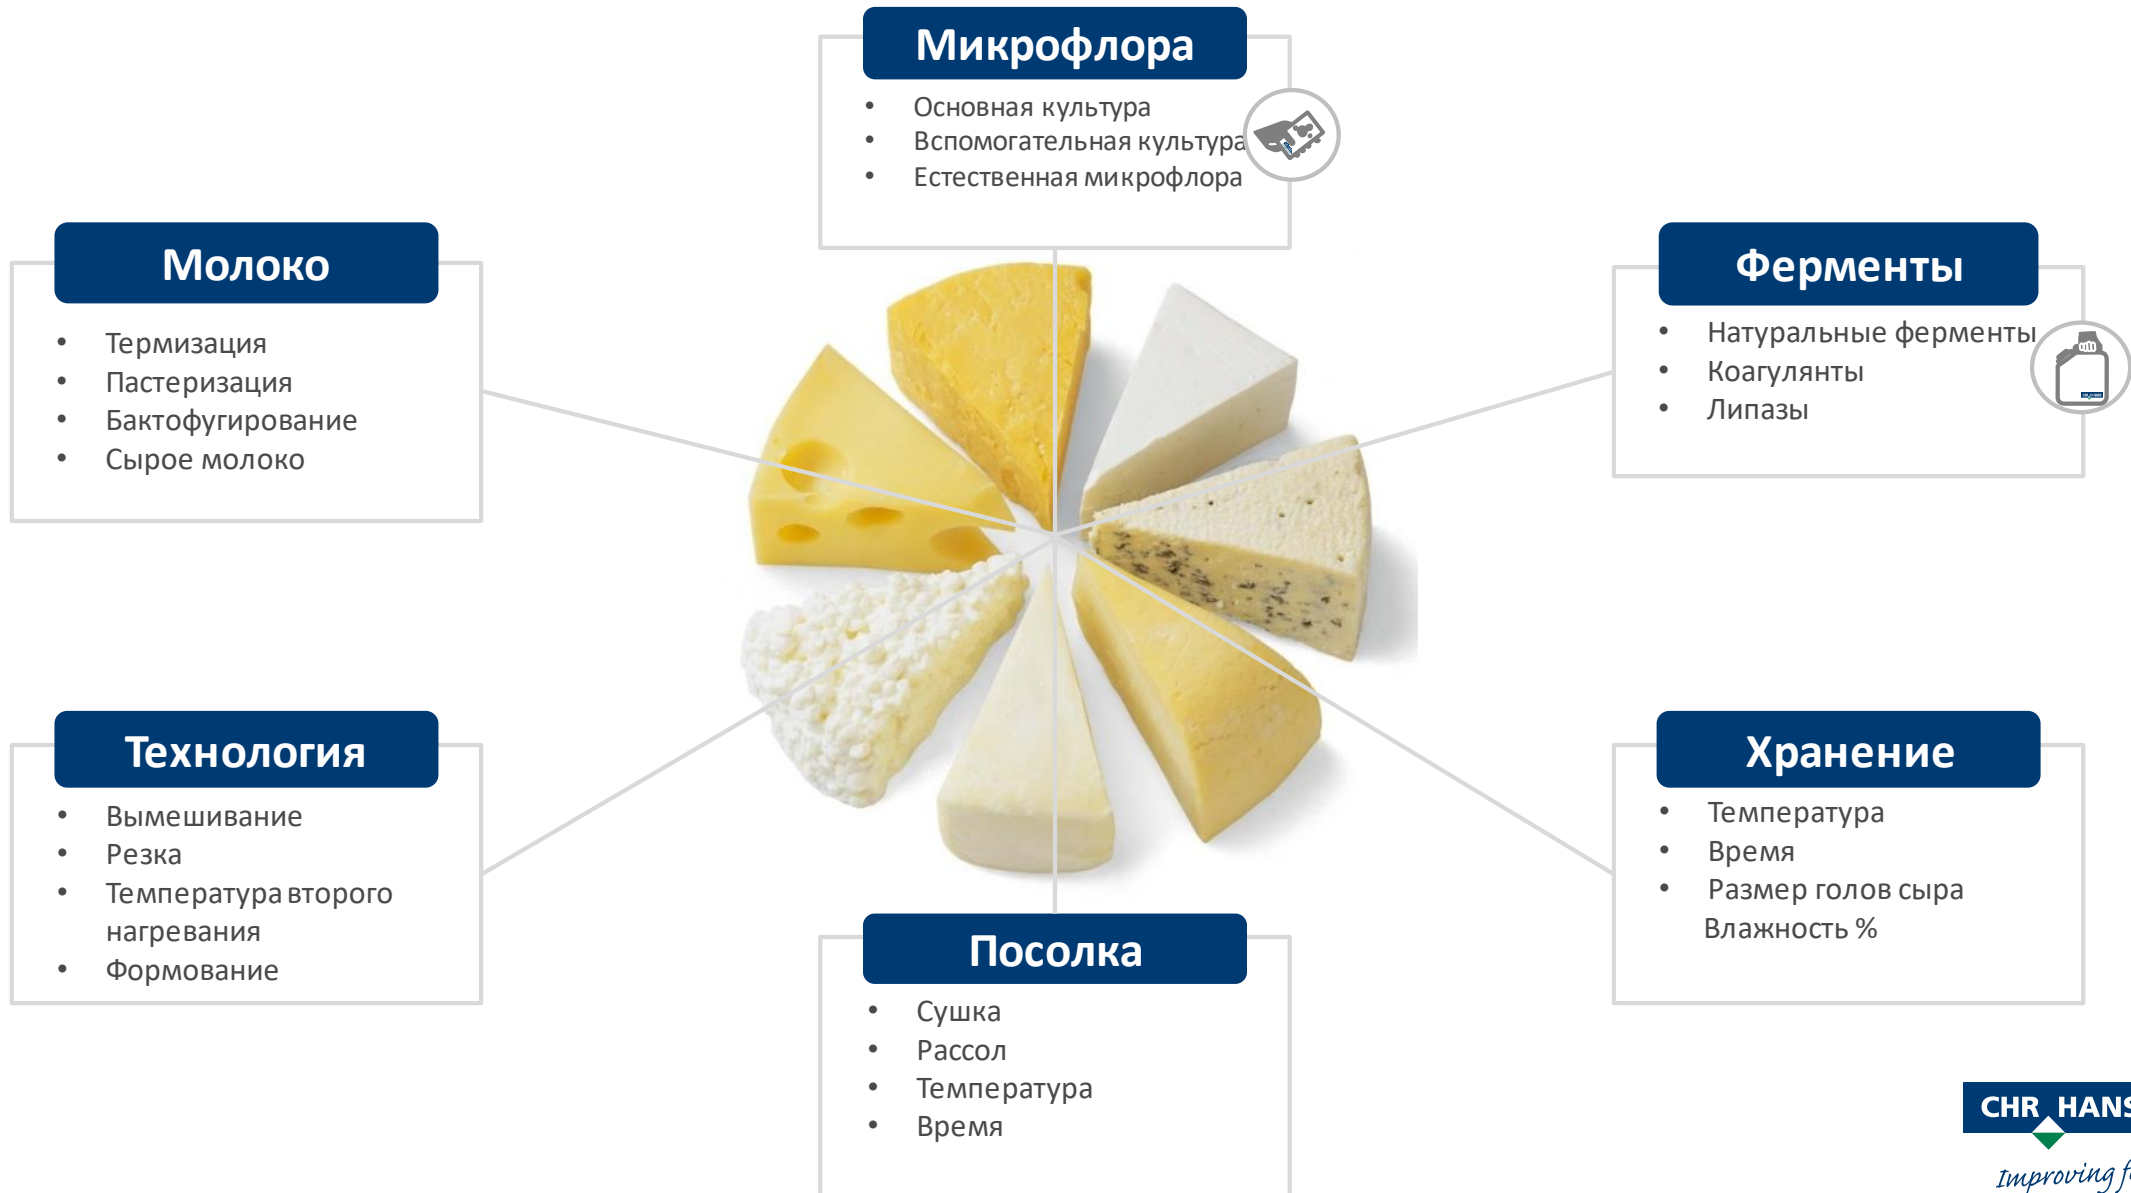 Микрофлора
• Основная культура
• Вспомогательная культура
• Естественная микрофлора
Молоко
• Термизация
• Пастеризация
• Бактофугирование
• Сырое молоко
Ферменты
• Натуральные ферменты
• Коагулянты
• Липазы
Технология
• Вымешивание
• Резка
• Температура второго
нагревания
• Формование
Хранение
• Температура
• Время
• Размер голов сыра
Влажность %
Посолка
• Сушка
• Рассол
• Температура
• Время
CHR HANS
Improving f